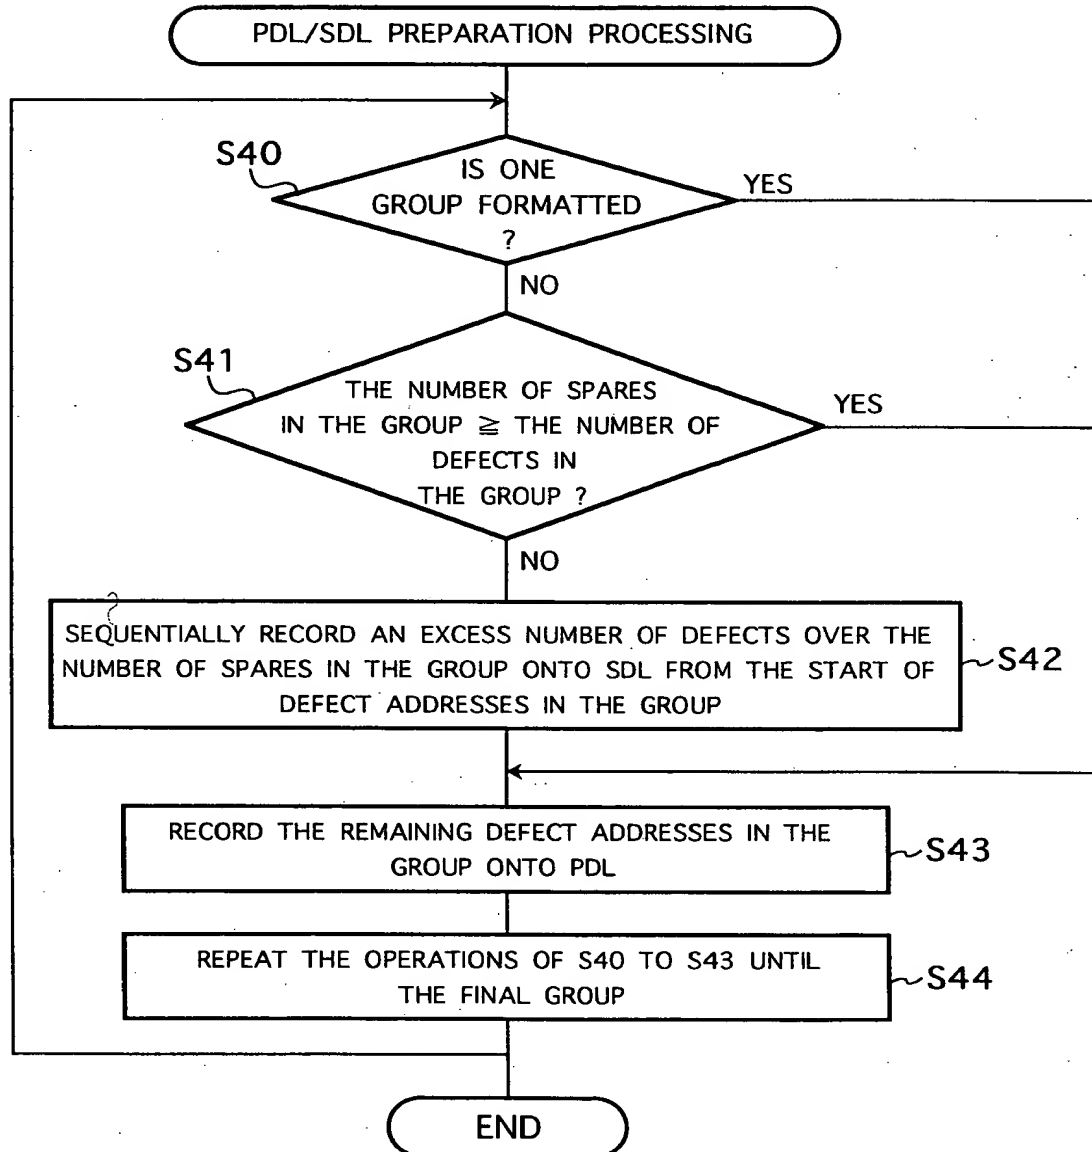 PDL/SDL PREPARATION PROCESSING
S40
IS ONE
GROUP FORMATTED
?
YES
NO
S41
THE NUMBER OF SPARES
IN THE GROUP ≧ THE NUMBER OF
DEFECTS IN
THE GROUP ?
YES
NO
SEQUENTIALLY RECORD AN EXCESS NUMBER OF DEFECTS OVER THE
NUMBER OF SPARES IN THE GROUP ONTO SDL FROM THE START OF
DEFECT ADDRESSES IN THE GROUP
S42
RECORD THE REMAINING DEFECT ADDRESSES IN THE
GROUP ONTO PDL
S43
REPEAT THE OPERATIONS OF S40 TO S43 UNTIL
THE FINAL GROUP
S44
END